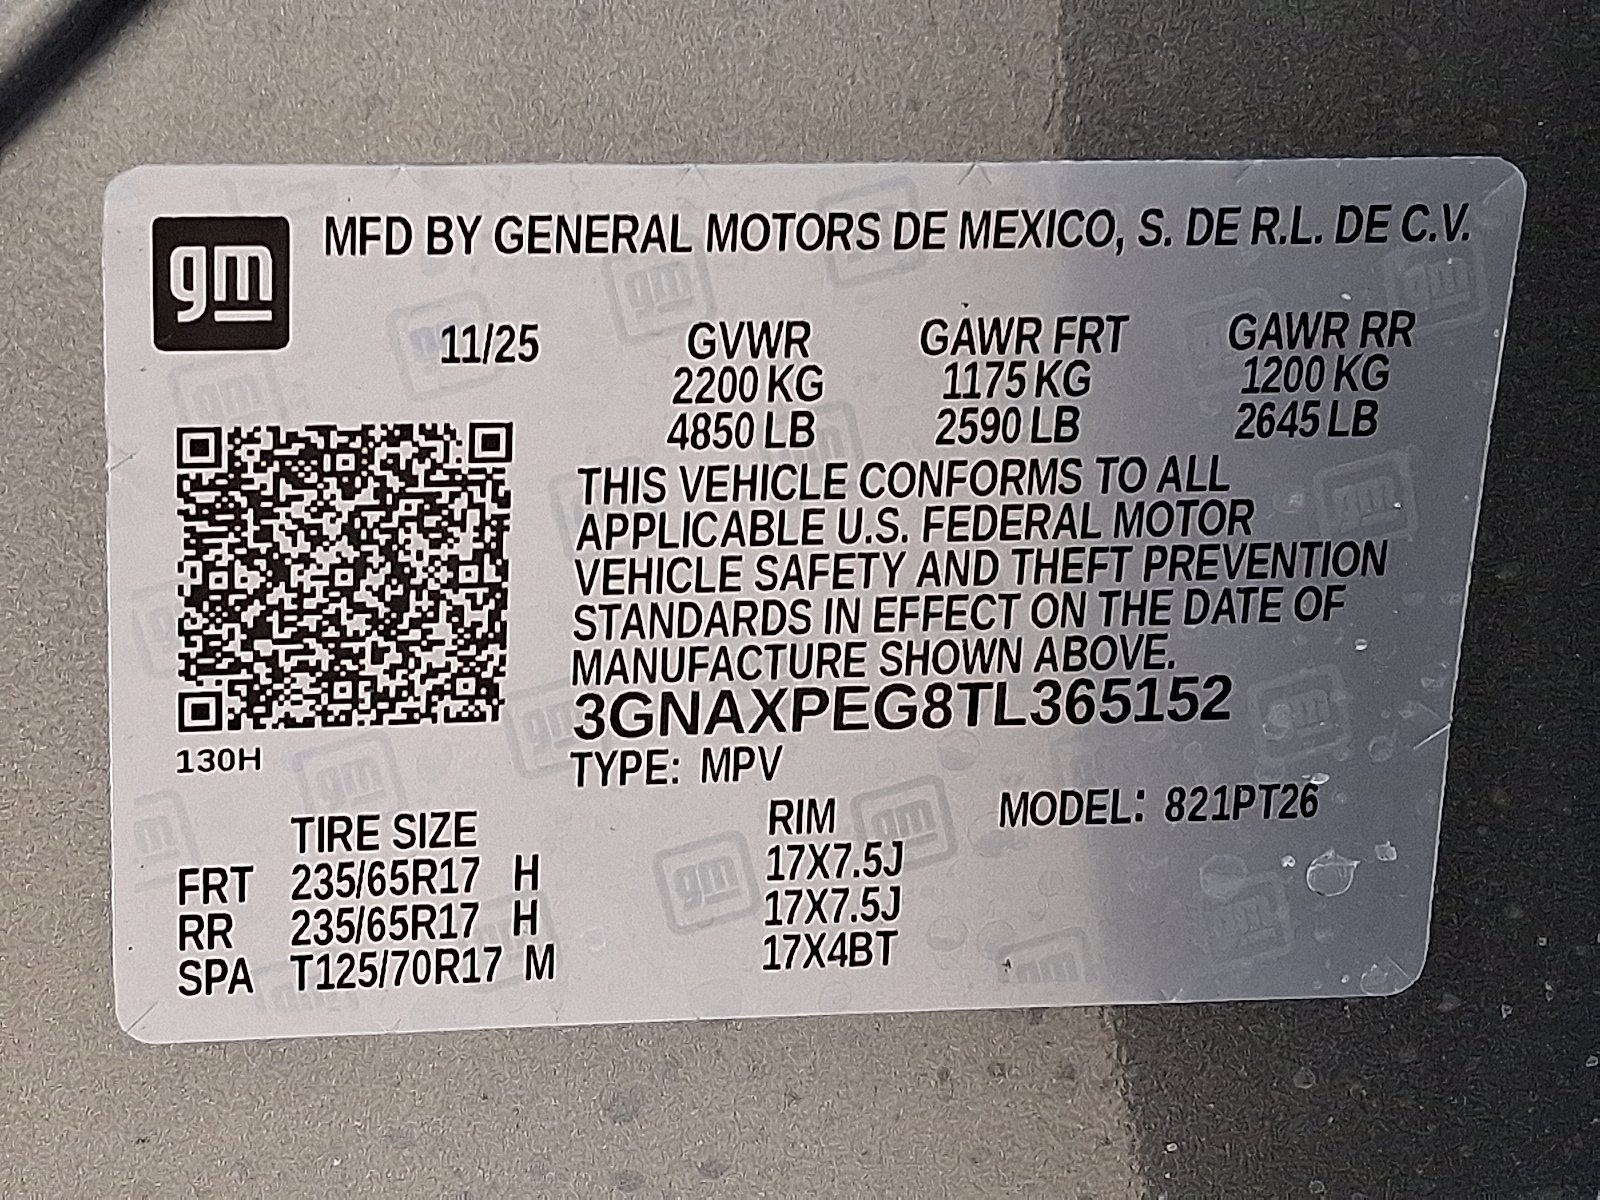 gm
MFD BY GENERAL MOTORS DE MEXICO, S. DE R.L. DE C.V.
11/25 GVWR GAWR FRT GAWR RR
2200 KG 1175 KG 1200 KG
4850 LB 2590 LB 2645 LB
THIS VEHICLE CONFORMS TO ALL
APPLICABLE U.S. FEDERAL MOTOR
VEHICLE SAFETY AND THEFT PREVENTION
STANDARDS IN EFFECT ON THE DATE OF
MANUFACTURE SHOWN ABOVE.
3GNAXPEG8TL365152
130H
TYPE: MPV
TIRE SIZE RIM MODEL: 821PT26
FRT 235/65R17 H 17X7.5J
RR 235/65R17 H 17X7.5J
SPA T125/70R17 M 17X4BT